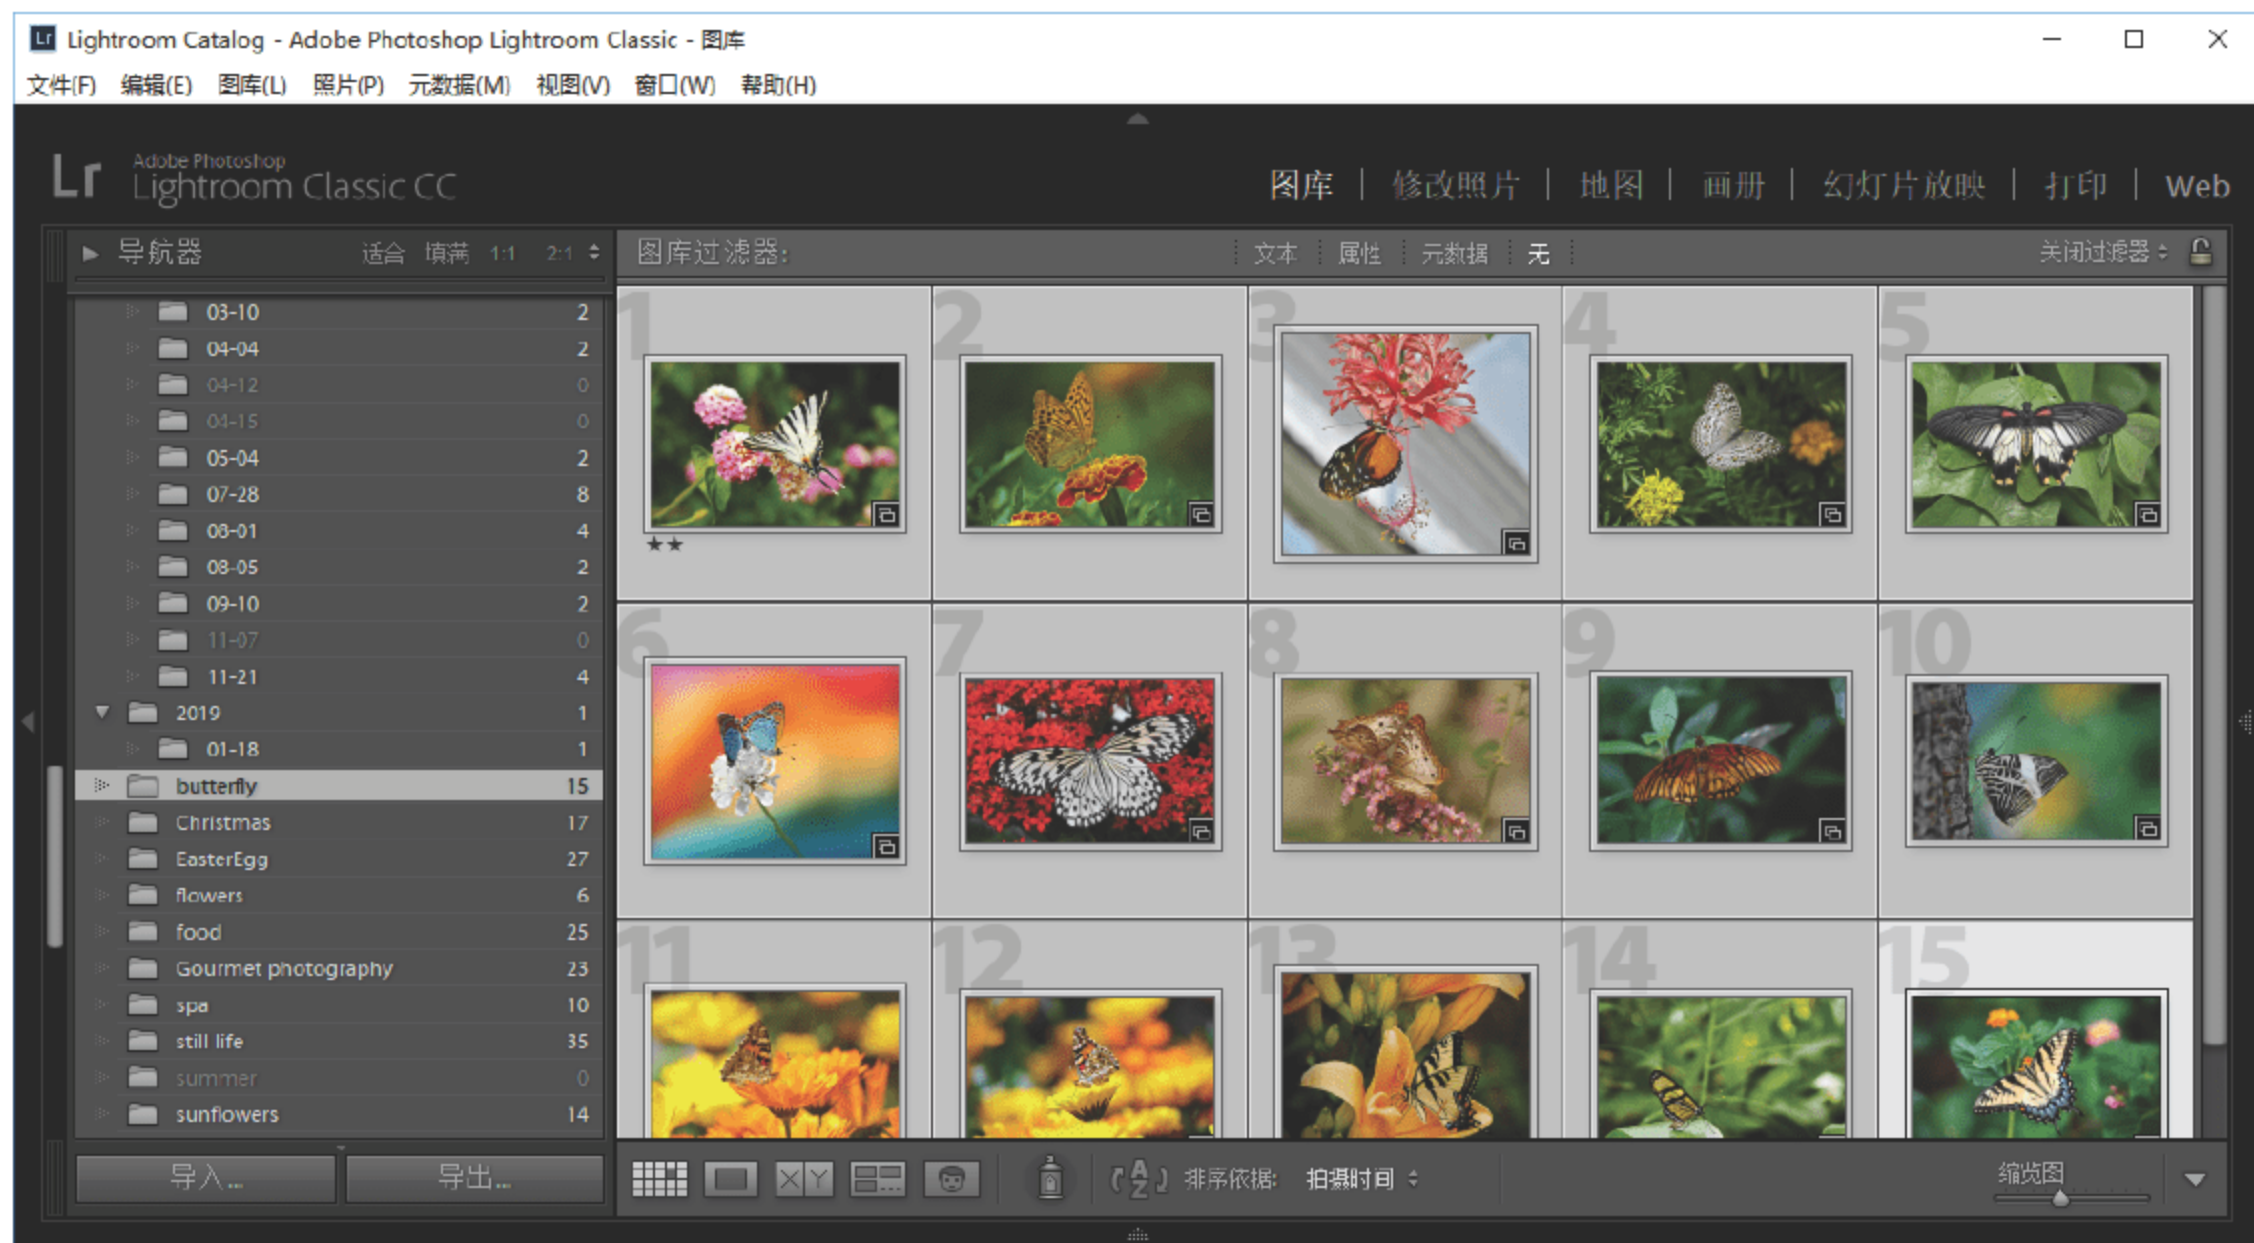 Lr Lightroom Catalog - Adobe Photoshop Lightroom Classic - 图库
文件(F) 编辑(E) 图库(L) 照片(P) 元数据(M) 视图(V) 窗口(W) 帮助(H)
Lr Adobe Photoshop
Lightroom Classic CC
图库 | 修改照片 | 地图 | 画册 | 幻灯片放映 | 打印 | Web
导航器 适合 填满 1:1 2:1
图库过滤器: 文本 属性 元数据 无 关闭过滤器
03-10 2
04-04 2
04-12 0
04-15 0
05-04 2
07-28 8
08-01 4
08-05 2
09-10 2
11-07 0
11-21 4
2019 1
01-18 1
butterfly 15
Christmas 17
EasterEgg 27
flowers 6
food 25
Gourmet photography 23
spa 10
still life 35
summer 0
sunflowers 14
1 2 3 4 5
★★
6 7 8 9 10
11 12 13 14 15
导入... 导出...
XY AZ 排序依据: 拍摄时间 缩览图